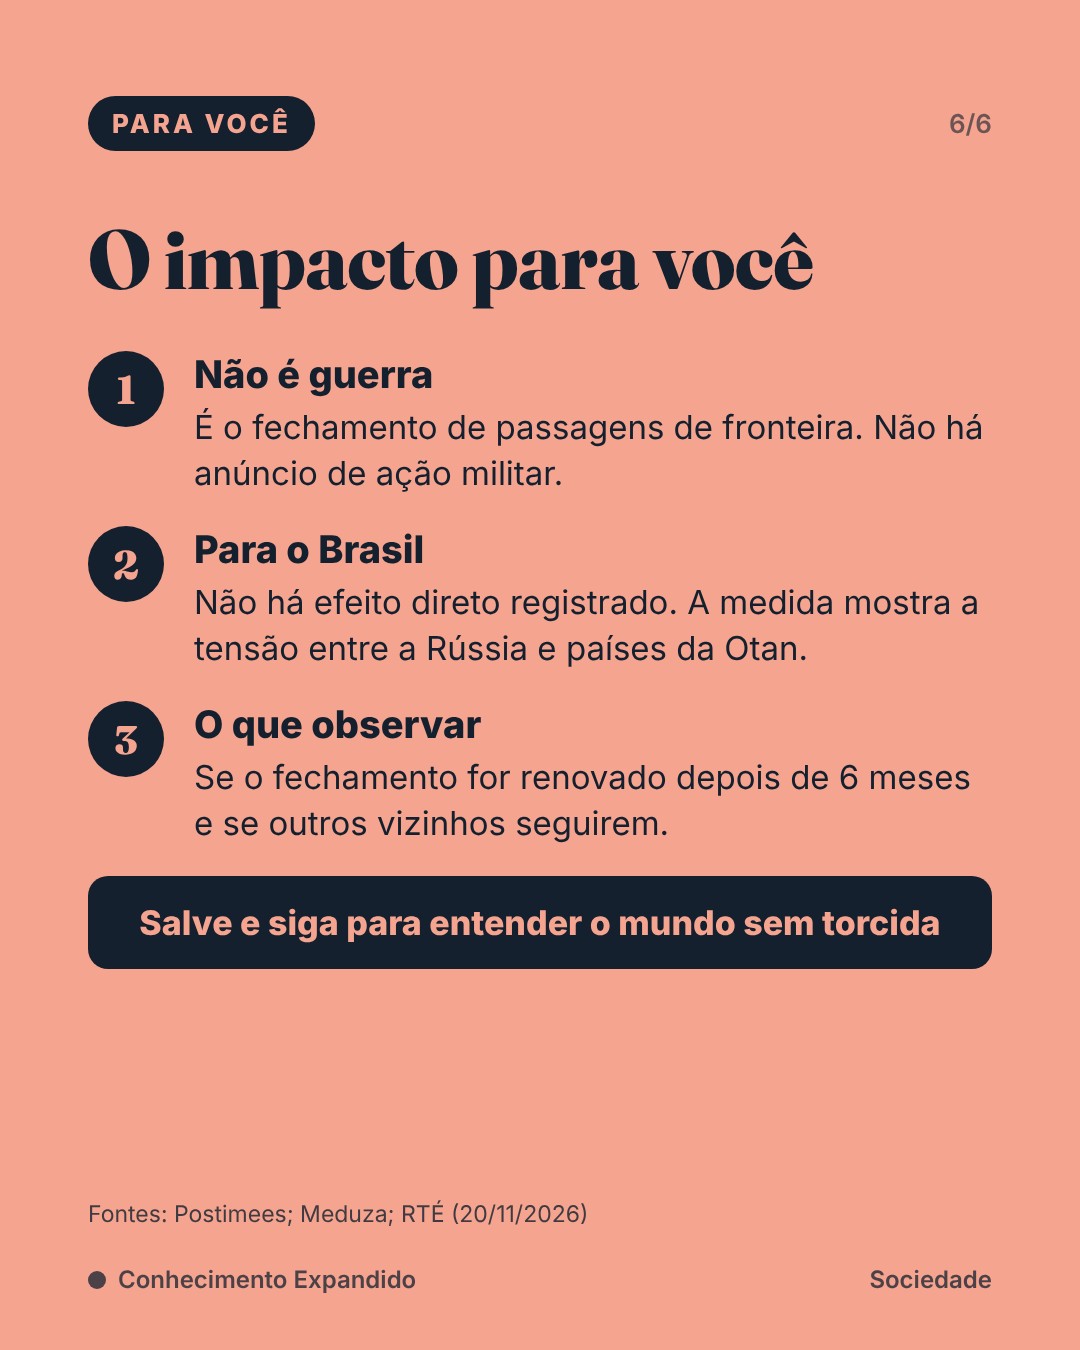 PARA VOCÊ
6/6
O impacto para você
1
Não é guerra
É o fechamento de passagens de fronteira. Não há
anúncio de ação militar.
2
Para o Brasil
Não há efeito direto registrado. A medida mostra a
tensão entre a Rússia e países da Otan.
3
O que observar
Se o fechamento for renovado depois de 6 meses
e se outros vizinhos seguirem.
Salve e siga para entender o mundo sem torcida
Fontes: Postimees; Meduza; RTÉ (20/11/2026)
Conhecimento Expandido
Sociedade